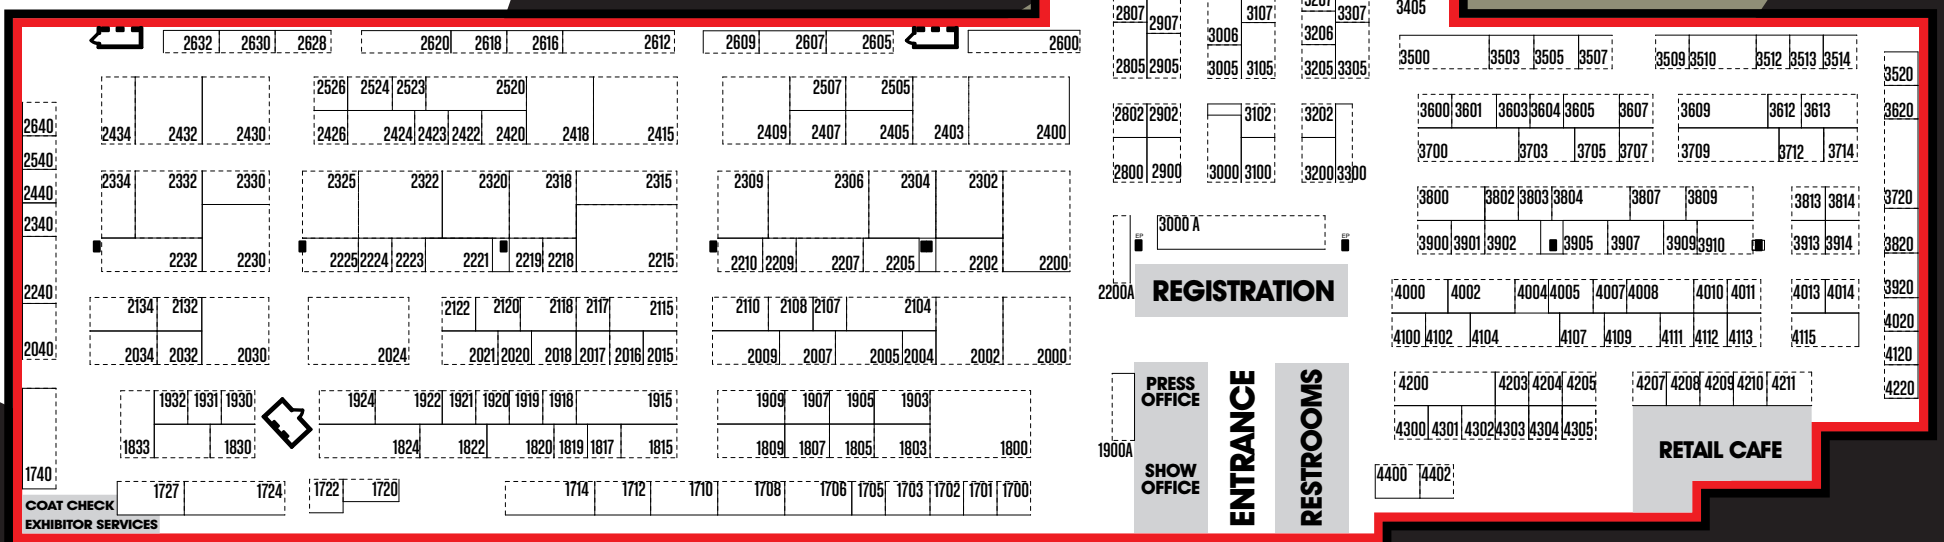 2807 2907 3107 3207 3307 3405
3006 3206
2805 2905 3005 3105 3205 3305
2632 2630 2628 2620 2618 2616 2612 2609 2607 2605 2600
3500 3503 3505 3507 3509 3510 3512 3513 3514
3520
2526 2524 2523 2520 2507 2505
2640 2434 2432 2430 2426 2424 2423 2422 2420 2418 2415 2409 2407 2405 2403 2400
2802 2902 3102 3202
3600 3601 3603 3604 3605 3607 3609 3612 3613 3620
2540
3700 3703 3705 3707 3709 3712 3714
2800 2900 3000 3100 3200 3300
2440 2334 2332 2330 2325 2322 2320 2318 2315 2309 2306 2304 2302
3800 3802 3803 3804 3807 3809 3813 3814 3720
2340
3000 A
EP EP
2232 2230 2225 2224 2223 2221 2219 2218 2215 2210 2209 2207 2205 2202 2200
3900 3901 3902 3905 3907 3909 3910 3913 3914 3820
2240
2200A
REGISTRATION
4000 4002 4004 4005 4007 4008 4010 4011 4013 4014 3920
2134 2132 2122 2120 2118 2117 2115 2110 2108 2107 2104
4020
2040 2034 2032 2030 2024 2021 2020 2018 2017 2016 2015 2009 2007 2005 2004 2002 2000
4100 4102 4104 4107 4109 4111 4112 4113 4115
4120
PRESS
OFFICE
ENTRANCE
RESTROOMS
4200 4203 4204 4205 4207 4208 4209 4210 4211 4220
1932 1931 1930 1924 1922 1921 1920 1919 1918 1915 1909 1907 1905 1903
4300 4301 4302 4303 4304 4305
1833 1830 1824 1822 1820 1819 1817 1815 1809 1807 1805 1803 1800
1900A
RETAIL CAFE
SHOW
OFFICE
1740
4400 4402
1727 1724 1722 1720 1714 1712 1710 1708 1706 1705 1703 1702 1701 1700
COAT CHECK
EXHIBITOR SERVICES